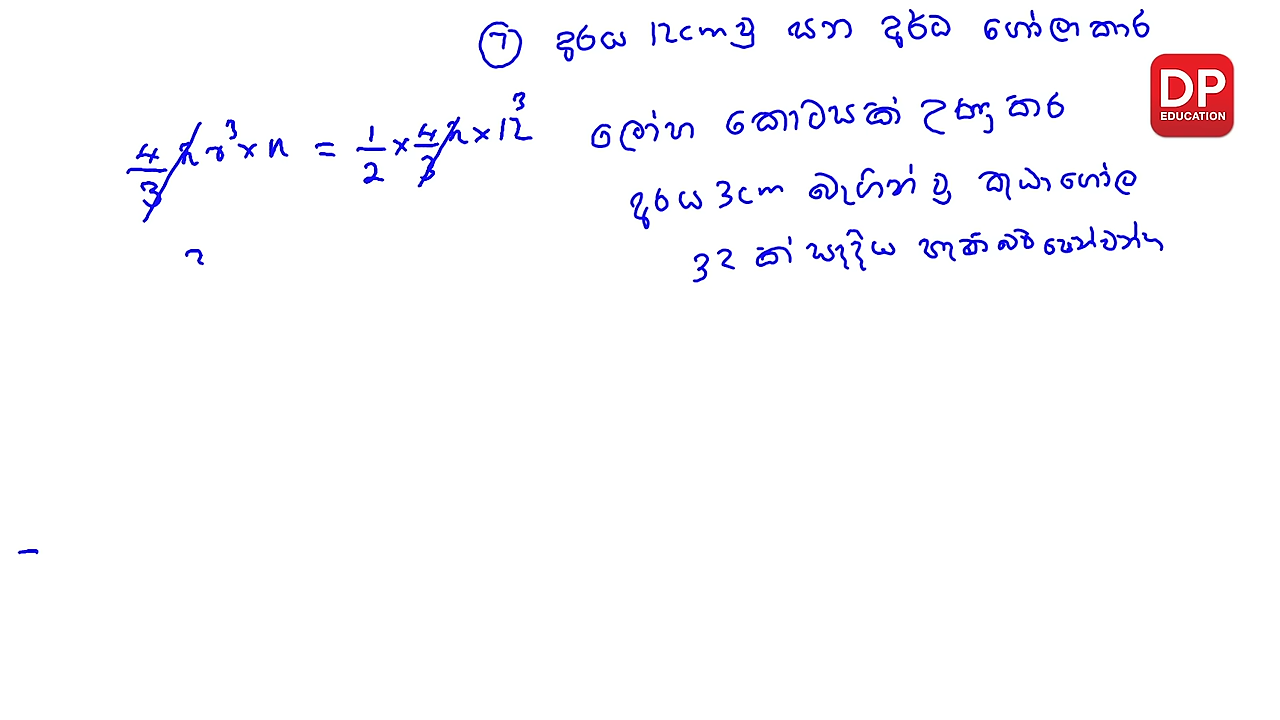 ⑦ අරය 12cm වූ ඝන අර්ධ ගෝලාකාර
ලෝහ කොටසක් උණුකර
අරය 3cm බැගින් වූ කුඩා ගෝල
32 ක් සෑදිය හැකි බව පෙන්වන්න
4/3 πr³ × n = 1/2 × 4/3 π × 12³
DP
EDUCATION